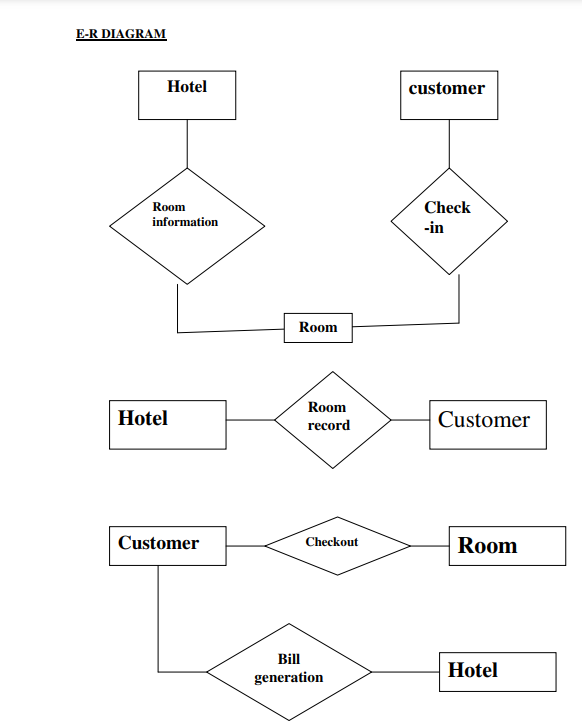 E-R DIAGRAM
Hotel
customer
Room
information
Check
-in
Room
Hotel
Room
record
Customer
Customer
Checkout
Room
Bill
generation
Hotel